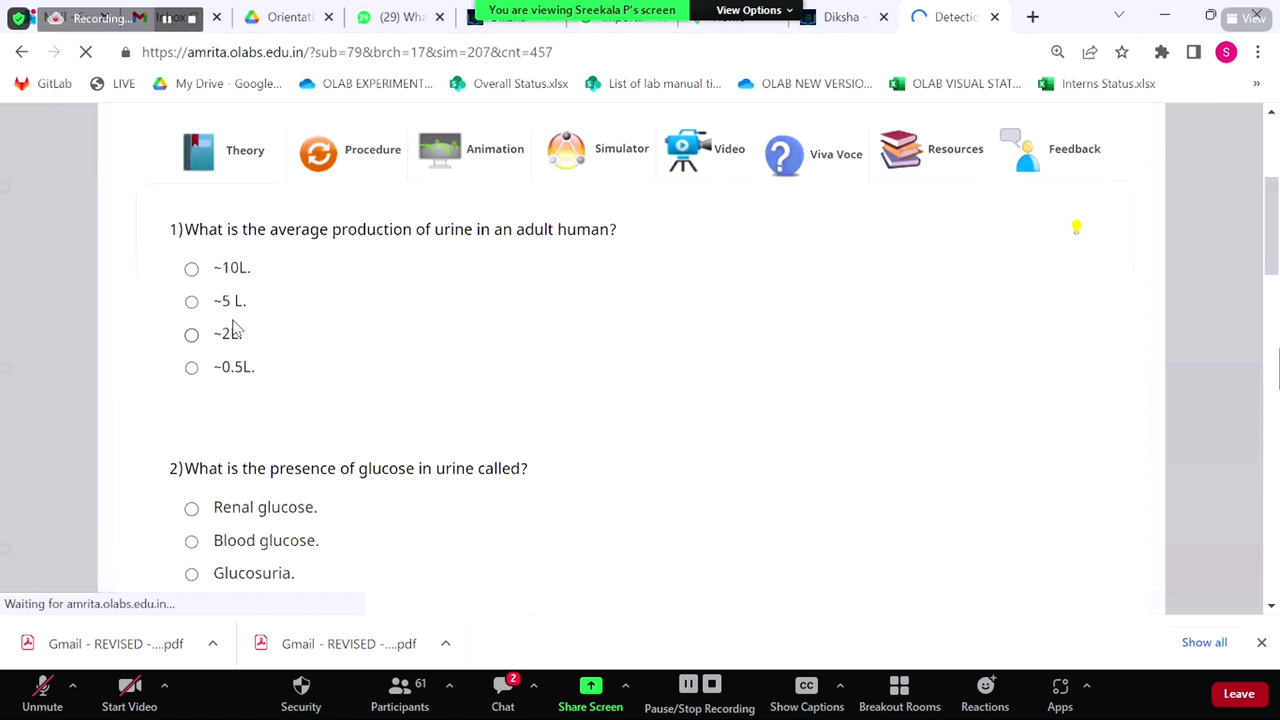 Recording...
Inbox
Orientati
(29) Wha
Diksha
Home
Diksha -
Detectio
You are viewing Sreekala P's screen
View Options
View
https://amrita.olabs.edu.in/?sub=79&brch=17&sim=207&cnt=457
S
GitLab
LIVE
My Drive - Google...
OLAB EXPERIMENT...
Overall Status.xlsx
List of lab manual ti...
OLAB NEW VERSIO...
OLAB VISUAL STAT...
Interns Status.xlsx
»
Theory
Procedure
Animation
Simulator
Video
Viva Voce
Resources
Feedback
1)What is the average production of urine in an adult human?
~10L.
~5 L.
~2L
~0.5L.
2)What is the presence of glucose in urine called?
Renal glucose.
Blood glucose.
Glucosuria.
Waiting for amrita.olabs.edu.in...
Gmail - REVISED -....pdf
Gmail - REVISED -....pdf
Show all
Unmute
Start Video
Security
61
Participants
2
Chat
Share Screen
Pause/Stop Recording
CC
Show Captions
Breakout Rooms
Reactions
Apps
Leave